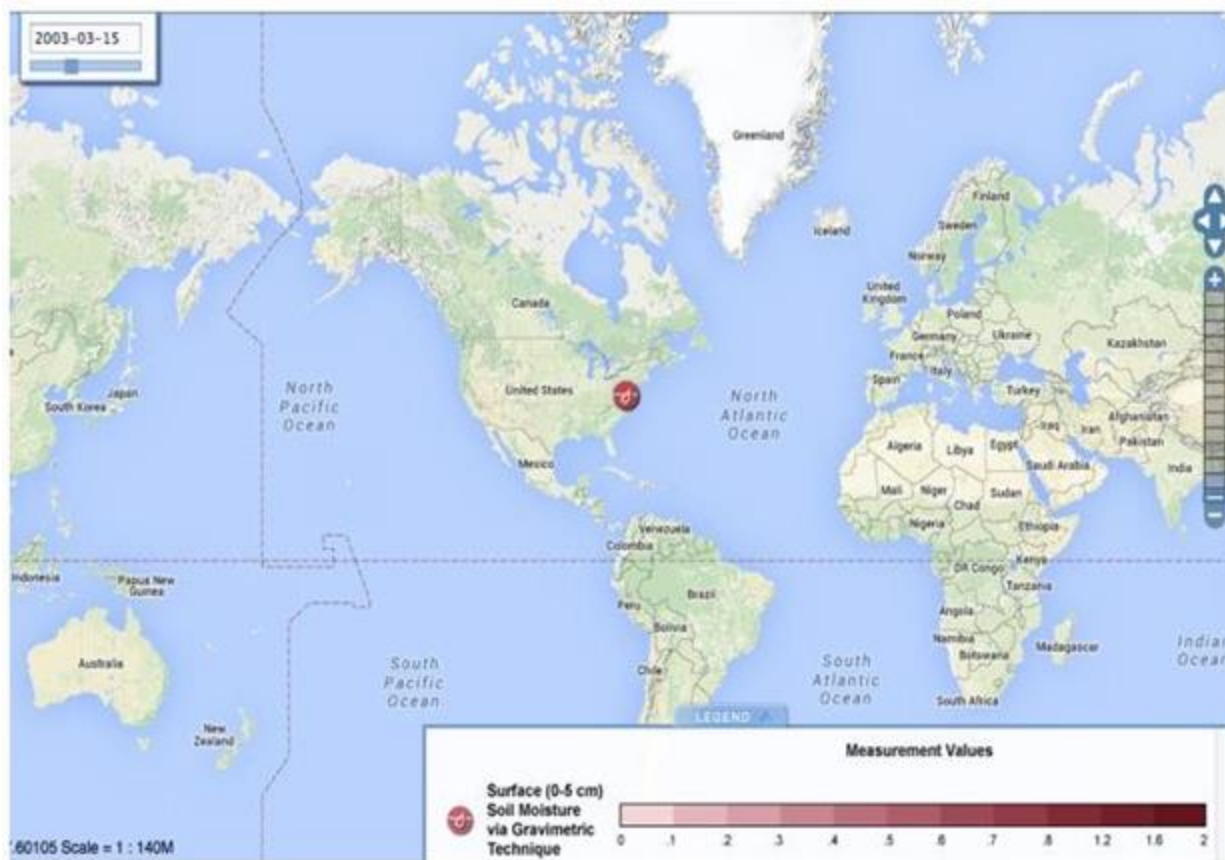 2003-03-15
Greenland
Finland
Iceland
Sweden
Norway
Canada
United
Kingdom
Poland
Germany
Ukraine
Kazakhstan
France
Italy
Spain
Turkey
United States
North
Pacific
Ocean
North
Atlantic
Ocean
Japan
South Korea
Afghanistan
Iraq
Iran
Pakistan
Algeria
Libya
Egypt
Saudi Arabia
India
Mexico
Mali
Niger
Chad
Sudan
Nigeria
Ethiopia
Venezuela
Colombia
Kenya
DR Congo
Indonesia
Papua New
Guinea
Tanzania
Peru
Brazil
Angola
Bolivia
Namibia
Botswana
Madagascar
Indian
Ocean
Australia
South
Pacific
Ocean
Chile
South
Atlantic
Ocean
South Africa
New
Zealand
LEGEND
Measurement Values
Surface (0-5 cm)
Soil Moisture
via Gravimetric
Technique
0 .1 .2 .3 .4 .5 .6 .7 .8 1.2 1.6 2
.60105 Scale = 1 : 140M